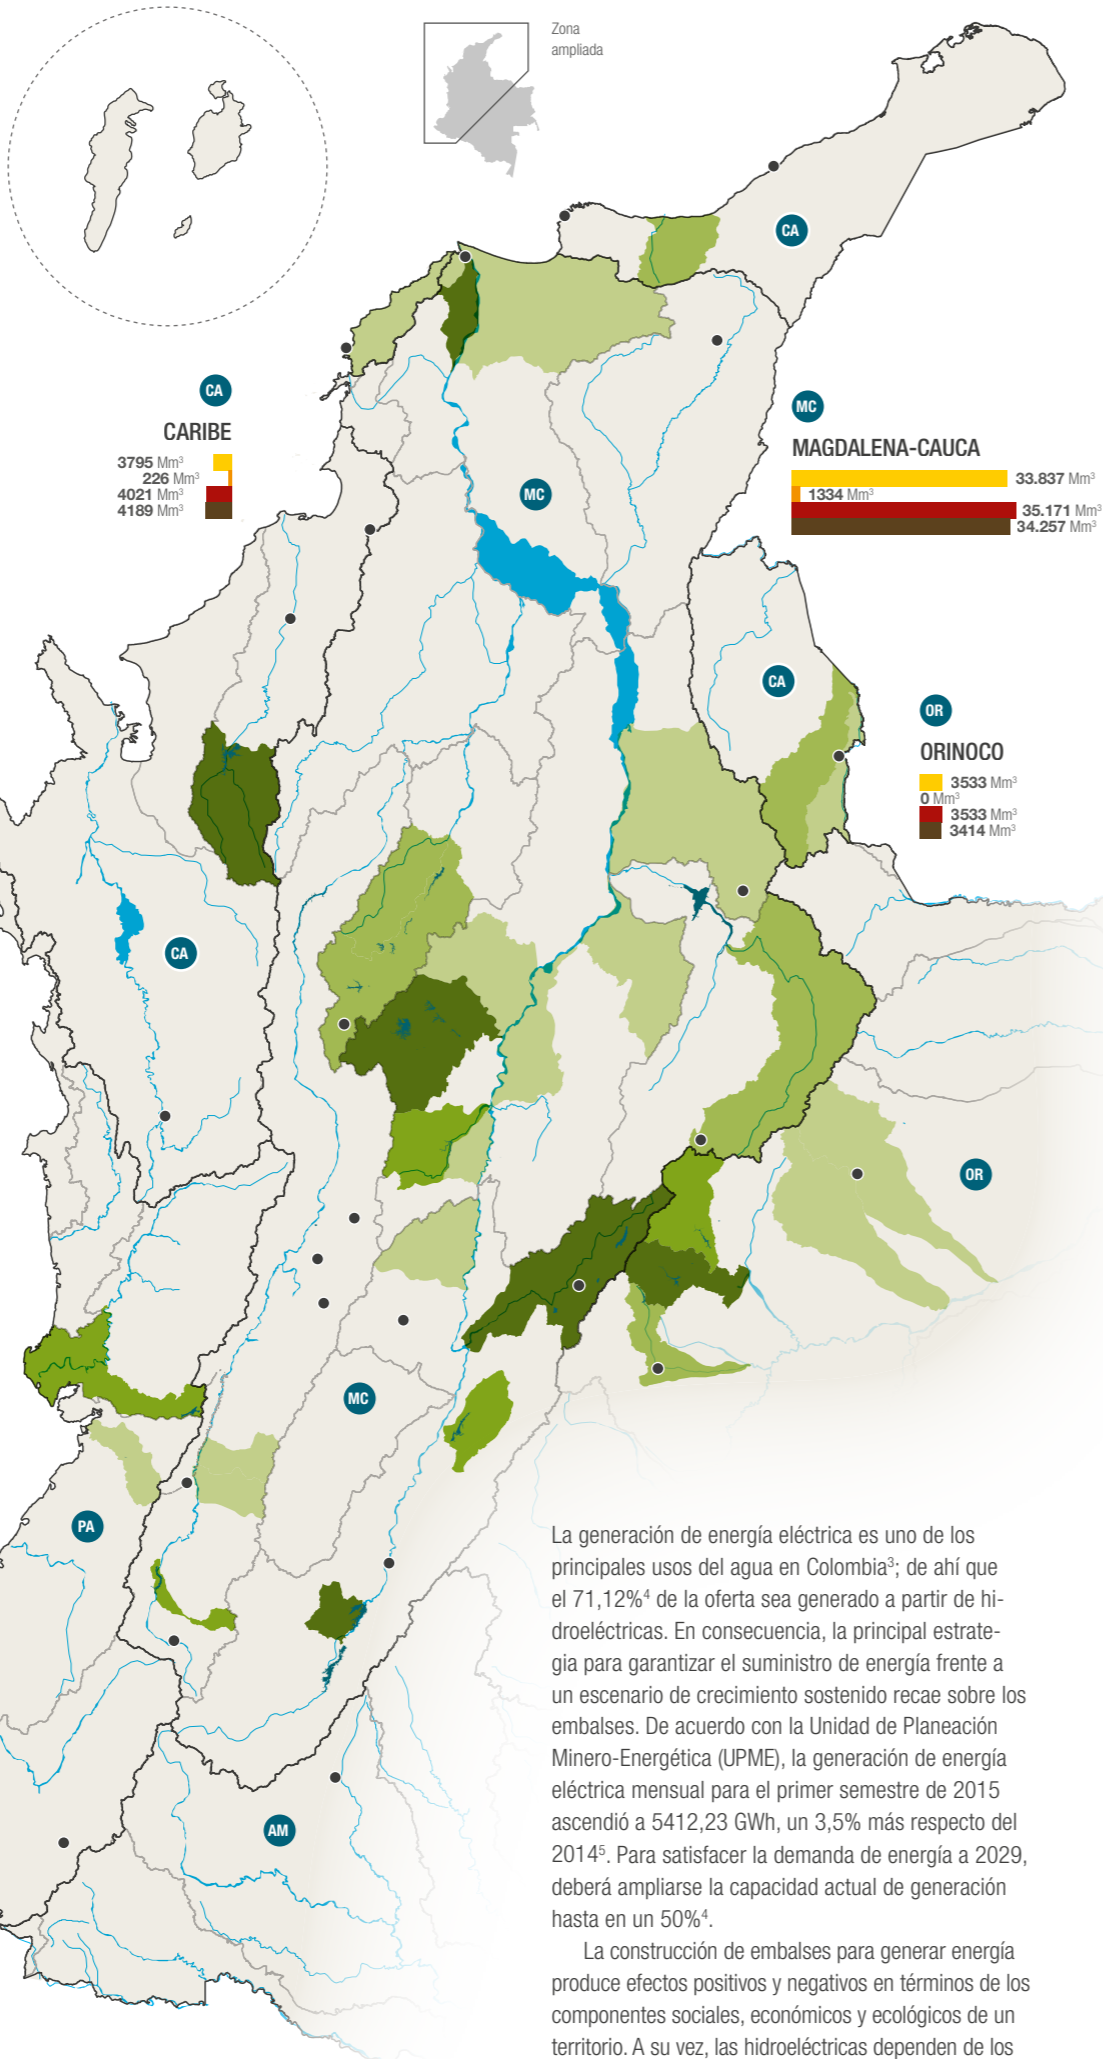 Zona
ampliada
CA
CA
CARIBE
3795 Mm³
226 Mm³
4021 Mm³
4189 Mm³
MC
MAGDALENA-CAUCA
33.837 Mm³
1334 Mm³
35.171 Mm³
34.257 Mm³
MC
CA
OR
ORINOCO
3533 Mm³
0 Mm³
3533 Mm³
3414 Mm³
CA
OR
MC
PA
AM
La generación de energía eléctrica es uno de los
principales usos del agua en Colombia³; de ahí que
el 71,12%⁴ de la oferta sea generado a partir de hi-
droeléctricas. En consecuencia, la principal estrate-
gia para garantizar el suministro de energía frente a
un escenario de crecimiento sostenido recae sobre los
embalses. De acuerdo con la Unidad de Planeación
Minero-Energética (UPME), la generación de energía
eléctrica mensual para el primer semestre de 2015
ascendió a 5412,23 GWh, un 3,5% más respecto del
2014⁵. Para satisfacer la demanda de energía a 2029,
deberá ampliarse la capacidad actual de generación
hasta en un 50%⁴.
La construcción de embalses para generar energía
produce efectos positivos y negativos en términos de los
componentes sociales, económicos y ecológicos de un
territorio. A su vez, las hidroeléctricas dependen de los